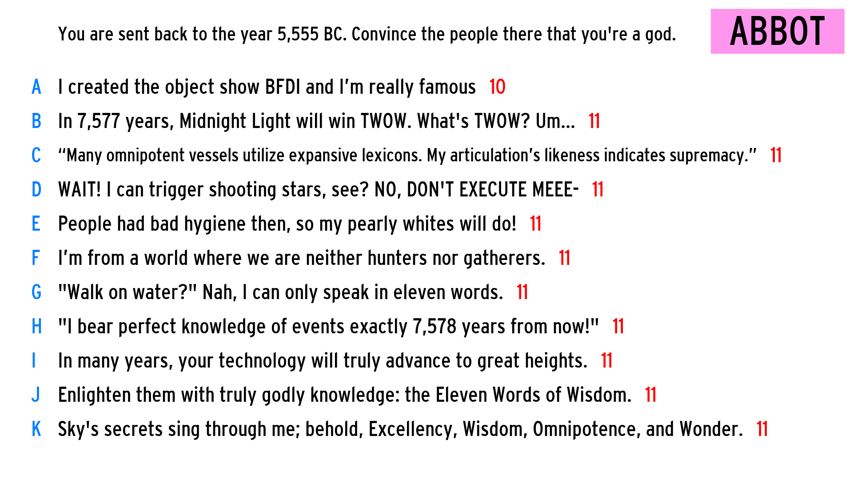 You are sent back to the year 5,555 BC. Convince the people there that you're a god.
ABBOT
A I created the object show BFDI and I’m really famous 10
B In 7,577 years, Midnight Light will win TWOW. What's TWOW? Um... 11
C “Many omnipotent vessels utilize expansive lexicons. My articulation’s likeness indicates supremacy.” 11
D WAIT! I can trigger shooting stars, see? NO, DON'T EXECUTE MEEE- 11
E People had bad hygiene then, so my pearly whites will do! 11
F I’m from a world where we are neither hunters nor gatherers. 11
G "Walk on water?" Nah, I can only speak in eleven words. 11
H "I bear perfect knowledge of events exactly 7,578 years from now!" 11
I In many years, your technology will truly advance to great heights. 11
J Enlighten them with truly godly knowledge: the Eleven Words of Wisdom. 11
K Sky's secrets sing through me; behold, Excellency, Wisdom, Omnipotence, and Wonder. 11